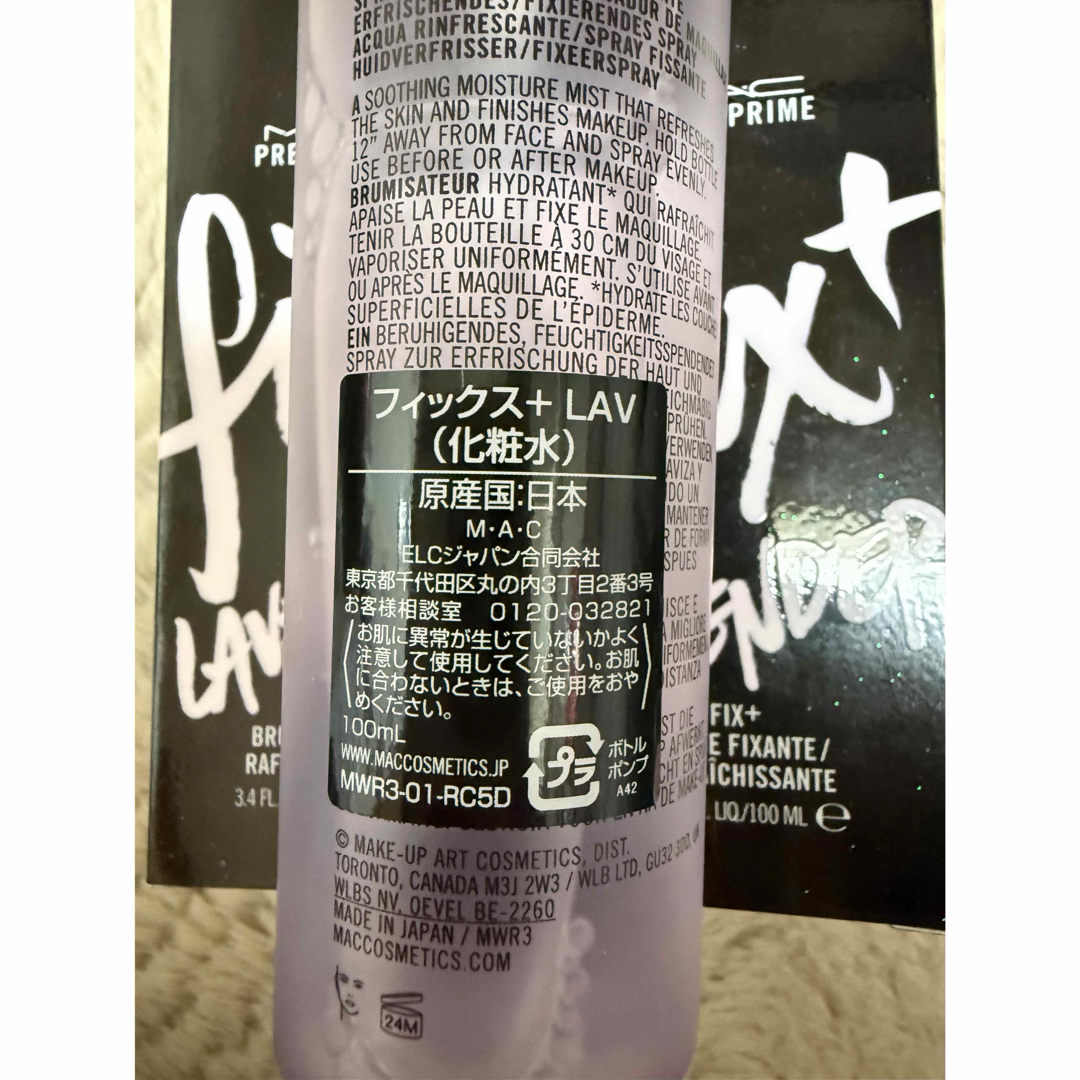 ERFRISCHENDES/FIXIERENDES SPRAY
ACQUA RINFRESCANTE/SPRAY FISSANTE
HUIDVERFRISSER/FIXEERSPRAY
A SOOTHING MOISTURE MIST THAT REFRESHES
THE SKIN AND FINISHES MAKEUP. HOLD BOTTLE
12" AWAY FROM FACE AND SPRAY EVENLY.
USE BEFORE OR AFTER MAKEUP.
BRUMISATEUR HYDRATANT* QUI RAFRAÎCHIT
APAISE LA PEAU ET FIXE LE MAQUILLAGE.
TENIR LA BOUTEILLE À 30 CM DU VISAGE ET
VAPORISER UNIFORMÉMENT. S'UTILISE AVANT
OU APRÈS LE MAQUILLAGE. *HYDRATE LES COUCHES
SUPERFICIELLES DE L'ÉPIDERME.
EIN BERUHIGENDES, FEUCHTIGKEITSSPENDENDES
SPRAY ZUR ERFRISCHUNG DER HAUT UND
フィックス+ LAV
(化粧水)
原産国:日本
M・A・C
ELCジャパン合同会社
東京都千代田区丸の内3丁目2番3号
お客様相談室 0120-032821
お肌に異常が生じていないかよく
注意して使用してください。お肌
に合わないときは、ご使用をおや
めください。
100mL
WWW.MACCOSMETICS.JP
MWR3-01-RC5D
プラ
ボトル
ポンプ
A42
© MAKE-UP ART COSMETICS, DIST.
TORONTO, CANADA M3J 2W3 / WLB LTD, GU32 3DD, UK
WLBS NV, OEVEL BE-2260
MADE IN JAPAN / MWR3
MACCOSMETICS.COM
24M
PRIME
FIX+
E FIXANTE/
AÎCHISSANTE
LIQ/100 ML e
3.4 FL.